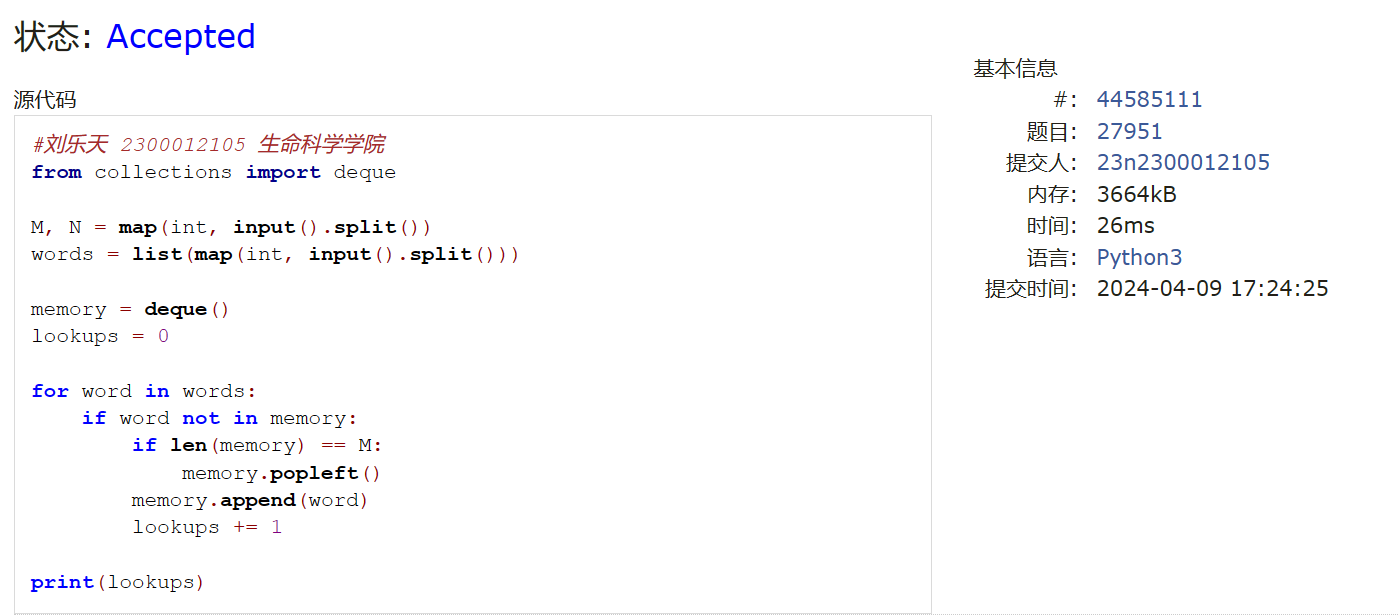 状态: Accepted
源代码
#刘乐天 2300012105 生命科学学院
from collections import deque
M, N = map(int, input().split())
words = list(map(int, input().split()))
memory = deque()
lookups = 0
for word in words:
    if word not in memory:
        if len(memory) == M:
            memory.popleft()
        memory.append(word)
        lookups += 1
print(lookups)
基本信息
#: 44585111
题目: 27951
提交人: 23n2300012105
内存: 3664kB
时间: 26ms
语言: Python3
提交时间: 2024-04-09 17:24:25